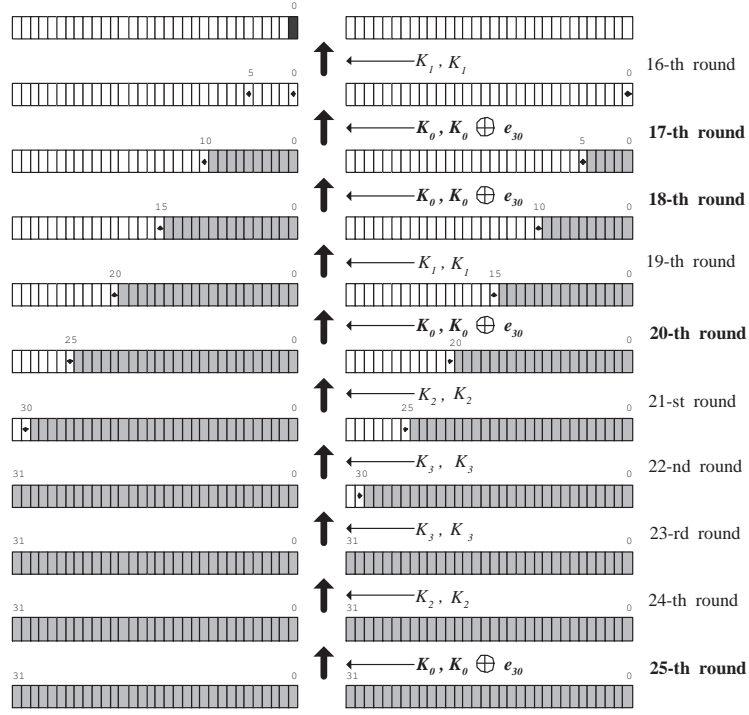 0
K₁ , K₁ 16-th round
5 0 0
K₀ , K₀ ⊕ e₃₀ 17-th round
10 0 5 0
K₀ , K₀ ⊕ e₃₀ 18-th round
15 0 10 0
K₁ , K₁ 19-th round
20 0 15 0
K₀ , K₀ ⊕ e₃₀ 20-th round
25 0 20 0
K₂ , K₂ 21-st round
30 0 25 0
K₃ , K₃ 22-nd round
31 0 30 0
K₃ , K₃ 23-rd round
31 0 31 0
K₂ , K₂ 24-th round
31 0 31 0
K₀ , K₀ ⊕ e₃₀ 25-th round
31 0 31 0